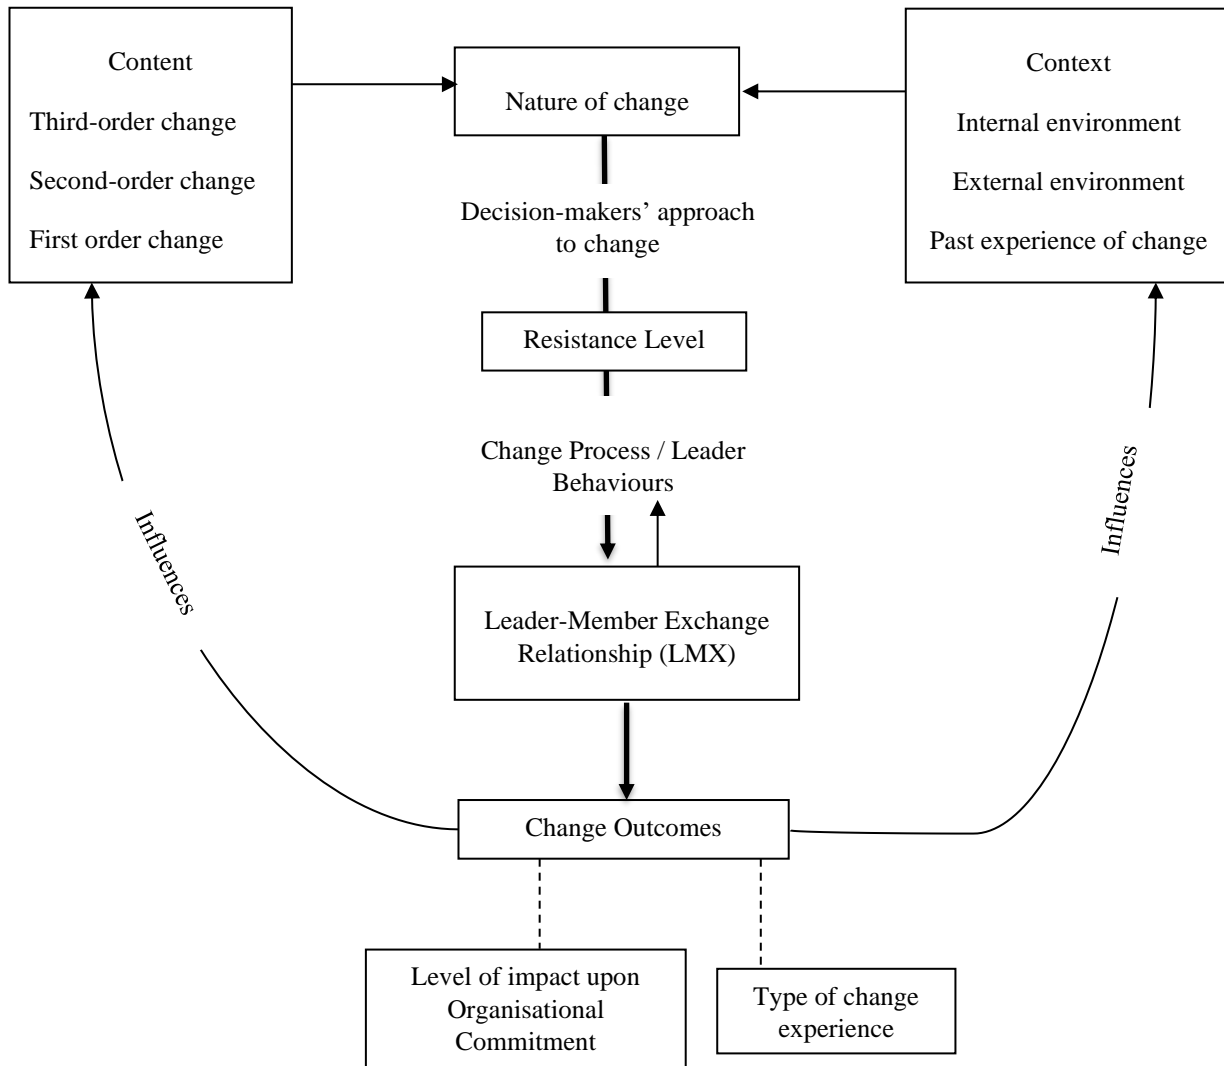 Content
Third-order change
Second-order change
First order change
Nature of change
Context
Internal environment
External environment
Past experience of change
Decision-makers’ approach
to change
Resistance Level
Change Process / Leader
Behaviours
Influences
Influences
Leader-Member Exchange
Relationship (LMX)
Change Outcomes
Level of impact upon
Organisational
Commitment
Type of change
experience